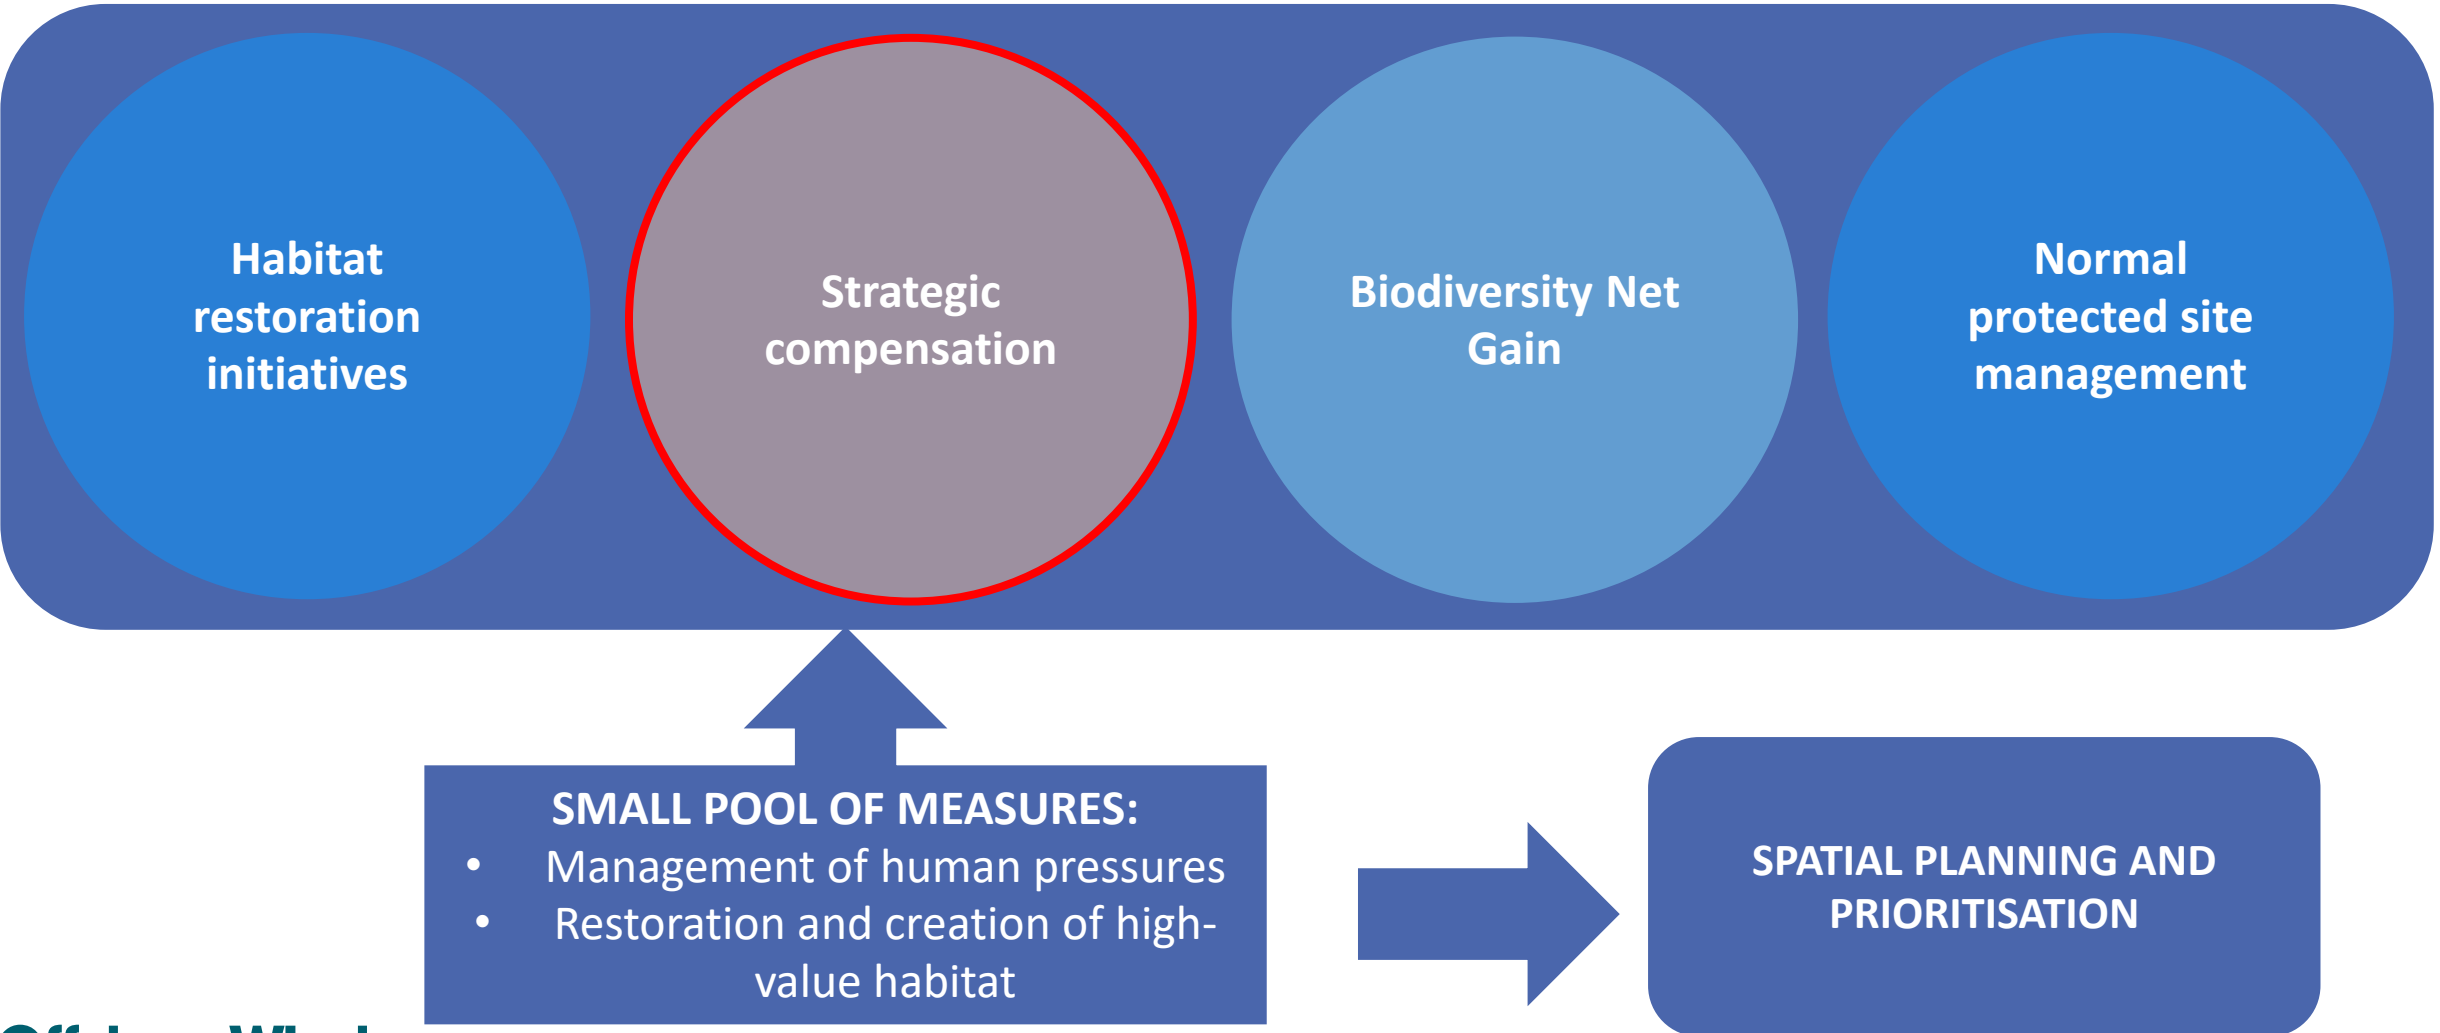 Habitat
restoration
initiatives
Strategic
compensation
Biodiversity Net
Gain
Normal
protected site
management
SMALL POOL OF MEASURES:
• Management of human pressures
• Restoration and creation of high-
value habitat
SPATIAL PLANNING AND
PRIORITISATION